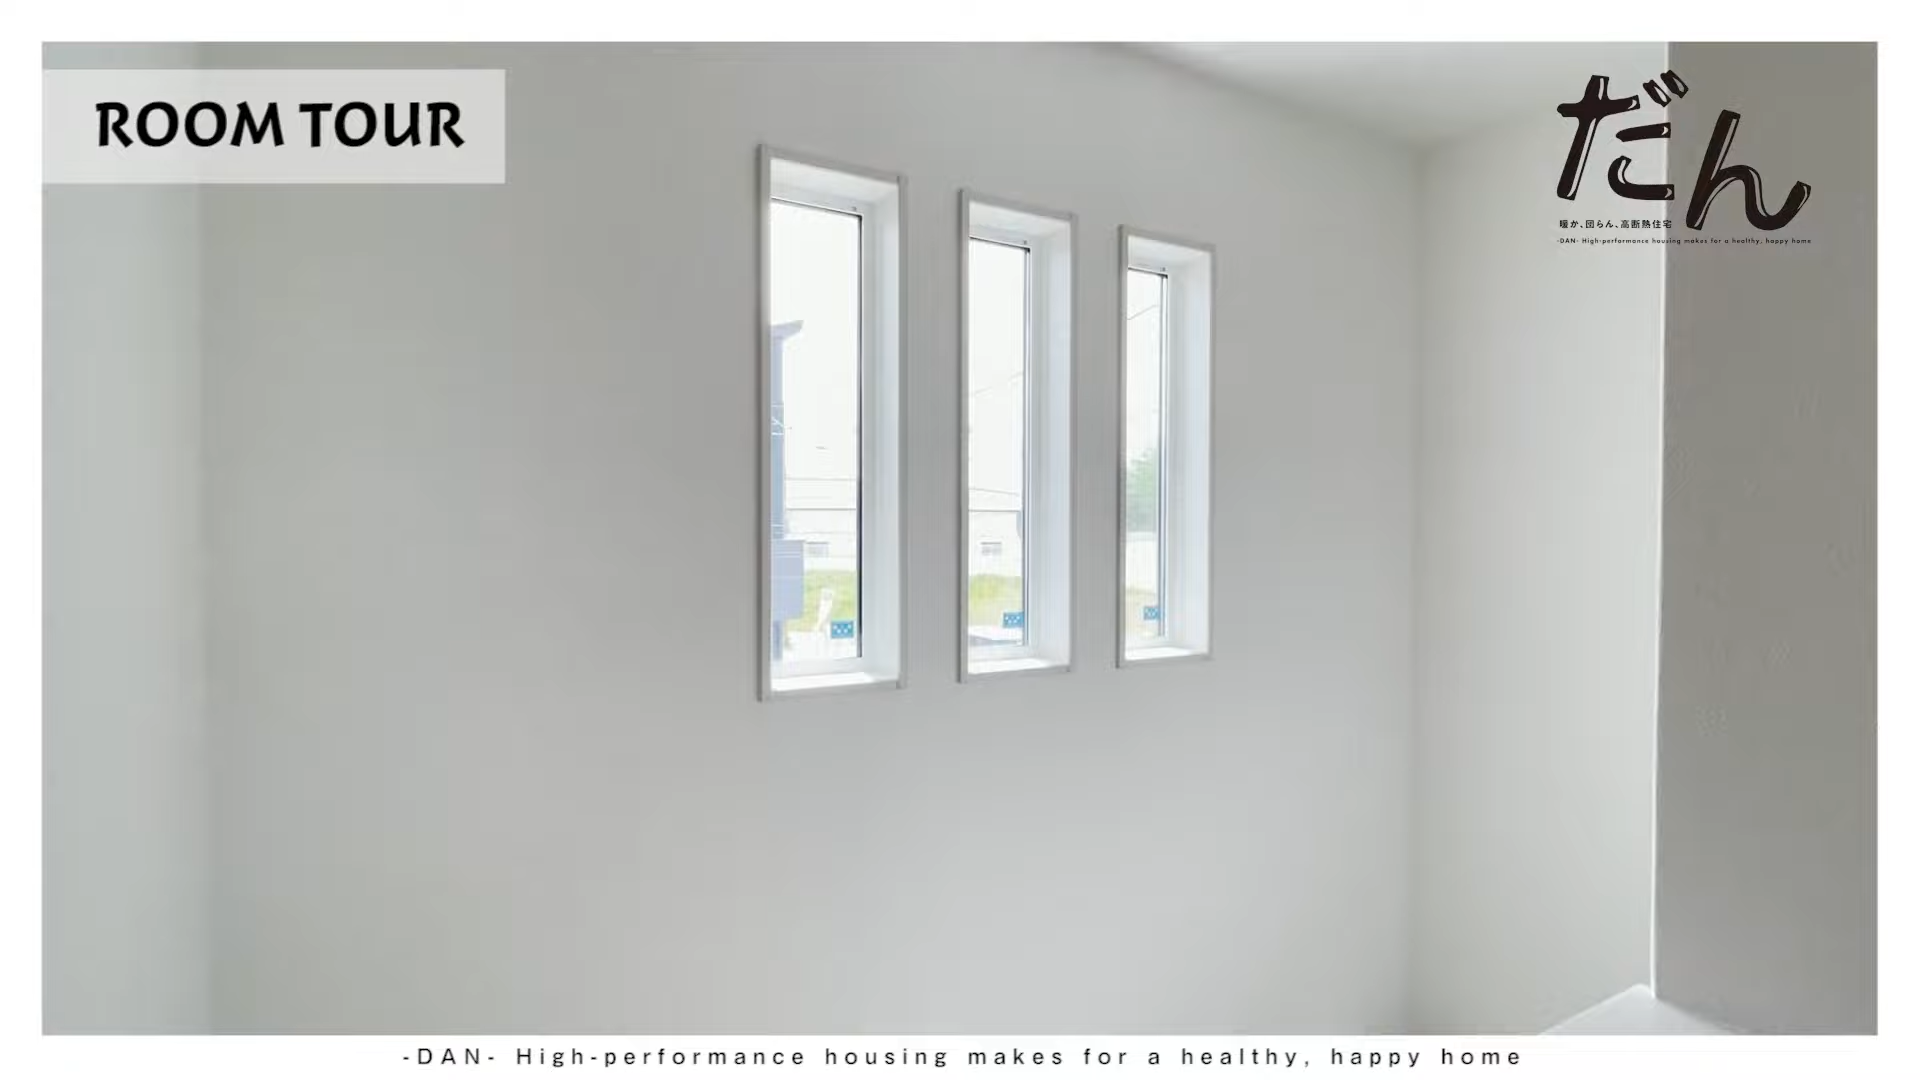 ROOM TOUR
だん
暖か、団らん、高断熱住宅
-DAN- High-performance housing makes for a healthy, happy home
-DAN- High-performance housing makes for a healthy, happy home